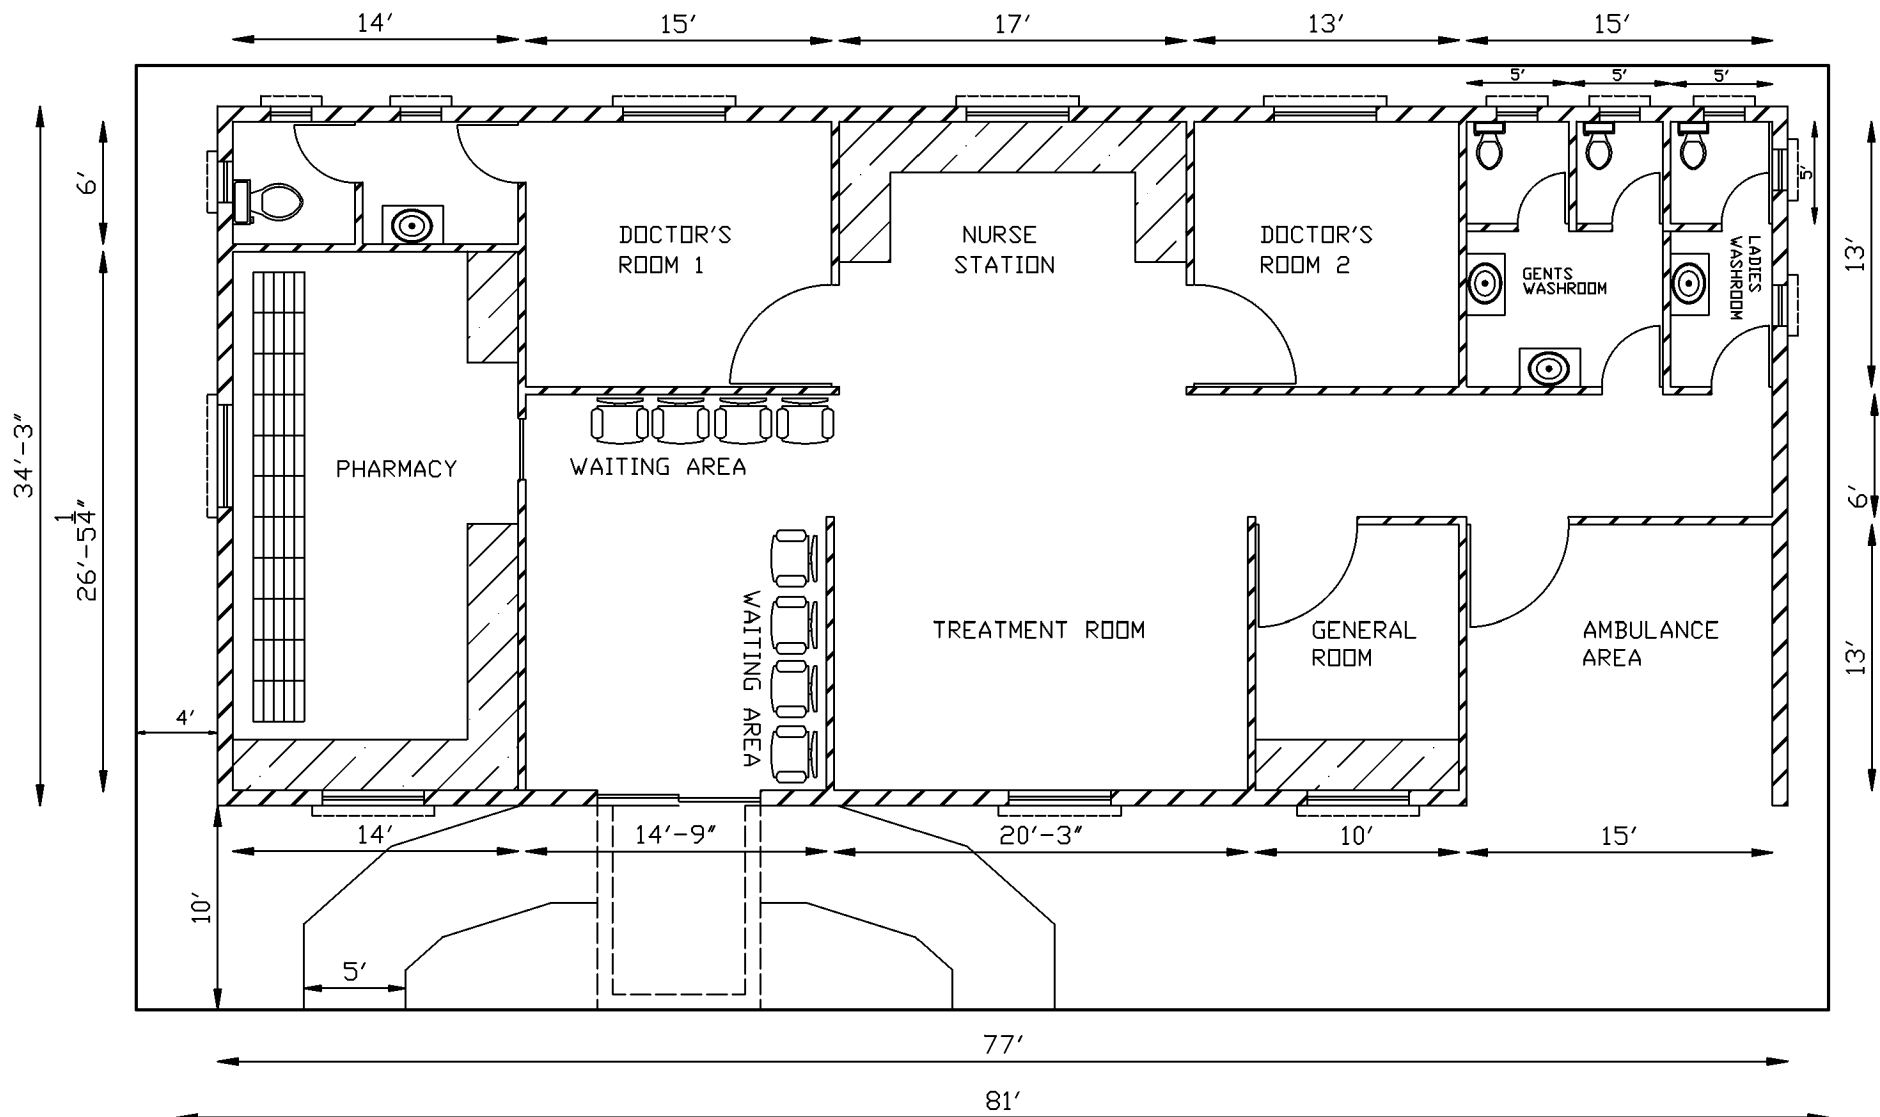 14'
15'
17'
13'
15'
5'
5'
5'
6'
5'
DOCTOR'S
ROOM 1
NURSE
STATION
DOCTOR'S
ROOM 2
GENTS
WASHROOM
LADIES
WASHROOM
13'
34'-3"
26'-5 1/4"
PHARMACY
WAITING AREA
6'
WAITING AREA
TREATMENT ROOM
GENERAL
ROOM
AMBULANCE
AREA
13'
4'
14'
14'-9"
20'-3"
10'
15'
10'
5'
77'
81'